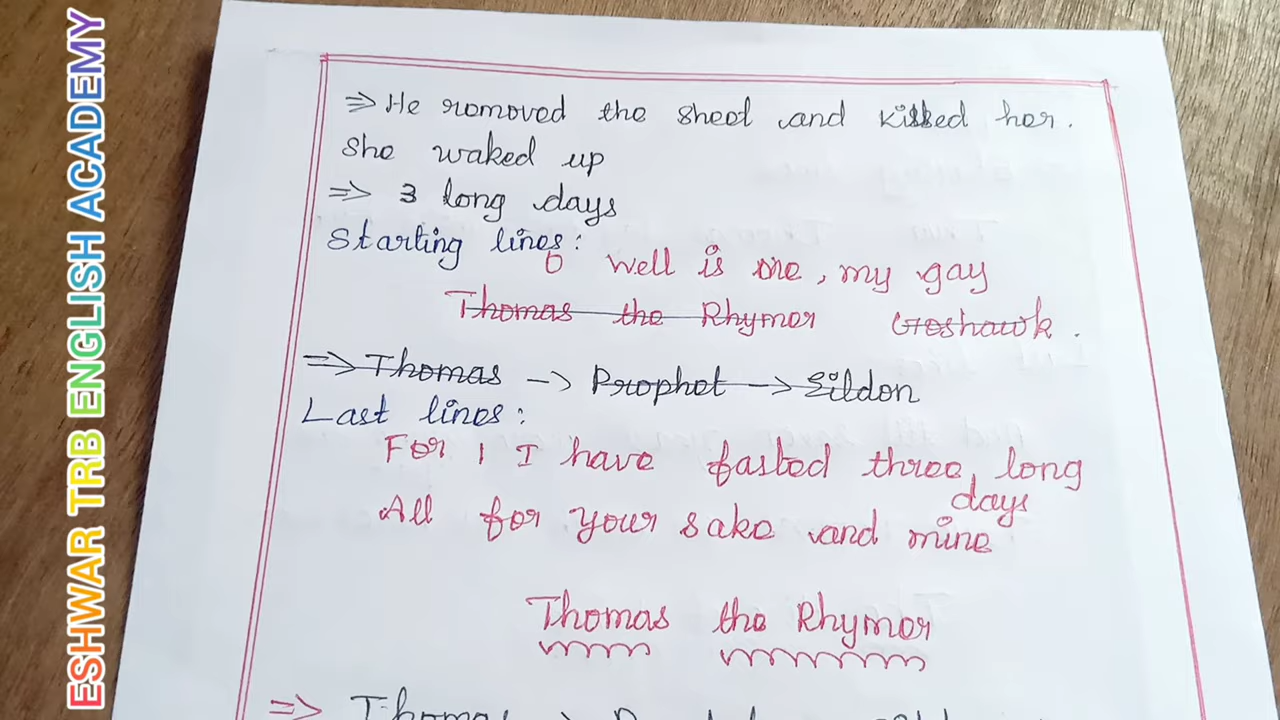 ESHWAR TRB ENGLISH ACADEMY
⇒ He removed the sheet and kissed her.
She waked up
⇒ 3 long days
Starting lines:
O well is me, my gay
Thomas the Rhymer Goshawk.
⇒ Thomas → Prophet → Eildon
Last lines:
For I I have fasted three long
days
All for your sake and mine
Thomas the Rhymer
⇒ Thomas →